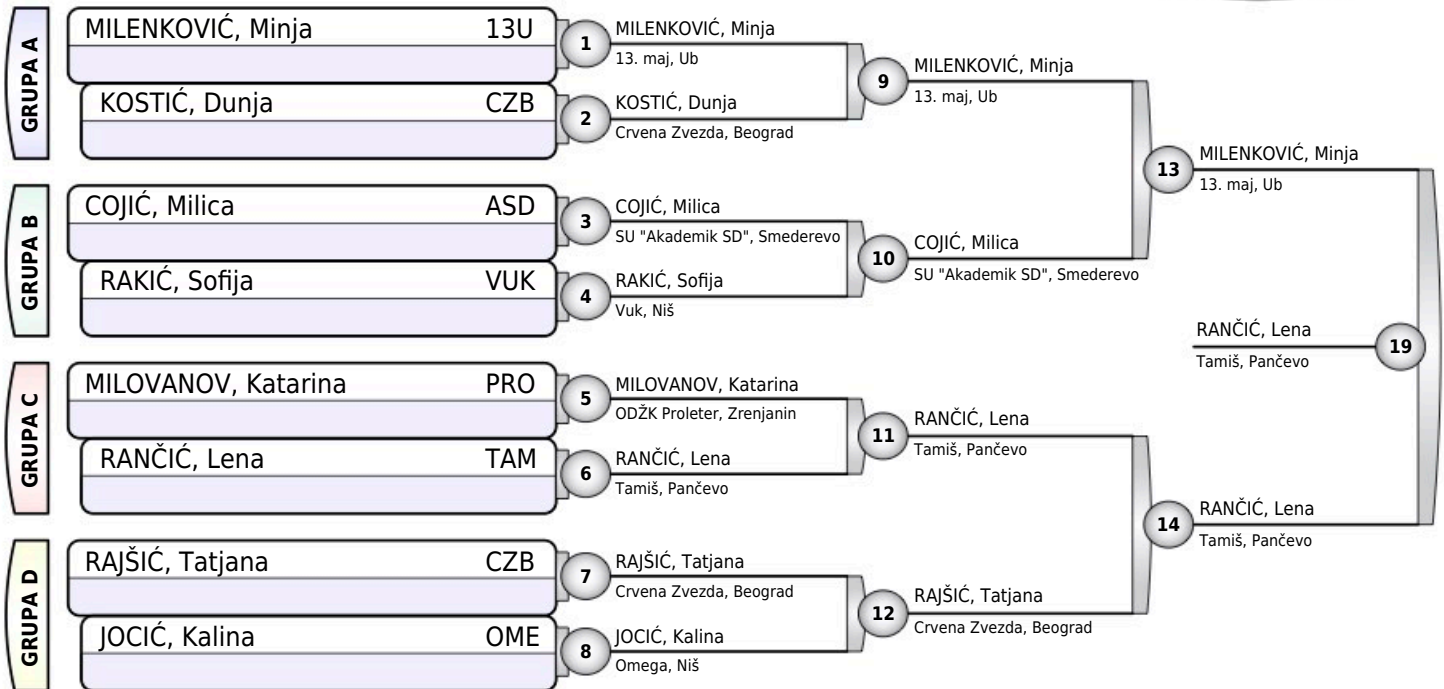 GRUPA A
MILENKOVIĆ, Minja 13U
KOSTIĆ, Dunja CZB
1
MILENKOVIĆ, Minja
13. maj, Ub
2
KOSTIĆ, Dunja
Crvena Zvezda, Beograd
9
MILENKOVIĆ, Minja
13. maj, Ub
GRUPA B
COJIĆ, Milica ASD
RAKIĆ, Sofija VUK
3
COJIĆ, Milica
SU "Akademik SD", Smederevo
4
RAKIĆ, Sofija
Vuk, Niš
10
COJIĆ, Milica
SU "Akademik SD", Smederevo
13
MILENKOVIĆ, Minja
13. maj, Ub
GRUPA C
MILOVANOV, Katarina PRO
RANČIĆ, Lena TAM
5
MILOVANOV, Katarina
ODŽK Proleter, Zrenjanin
6
RANČIĆ, Lena
Tamiš, Pančevo
11
RANČIĆ, Lena
Tamiš, Pančevo
GRUPA D
RAJŠIĆ, Tatjana CZB
JOCIĆ, Kalina OME
7
RAJŠIĆ, Tatjana
Crvena Zvezda, Beograd
8
JOCIĆ, Kalina
Omega, Niš
12
RAJŠIĆ, Tatjana
Crvena Zvezda, Beograd
14
RANČIĆ, Lena
Tamiš, Pančevo
RANČIĆ, Lena
Tamiš, Pančevo
19